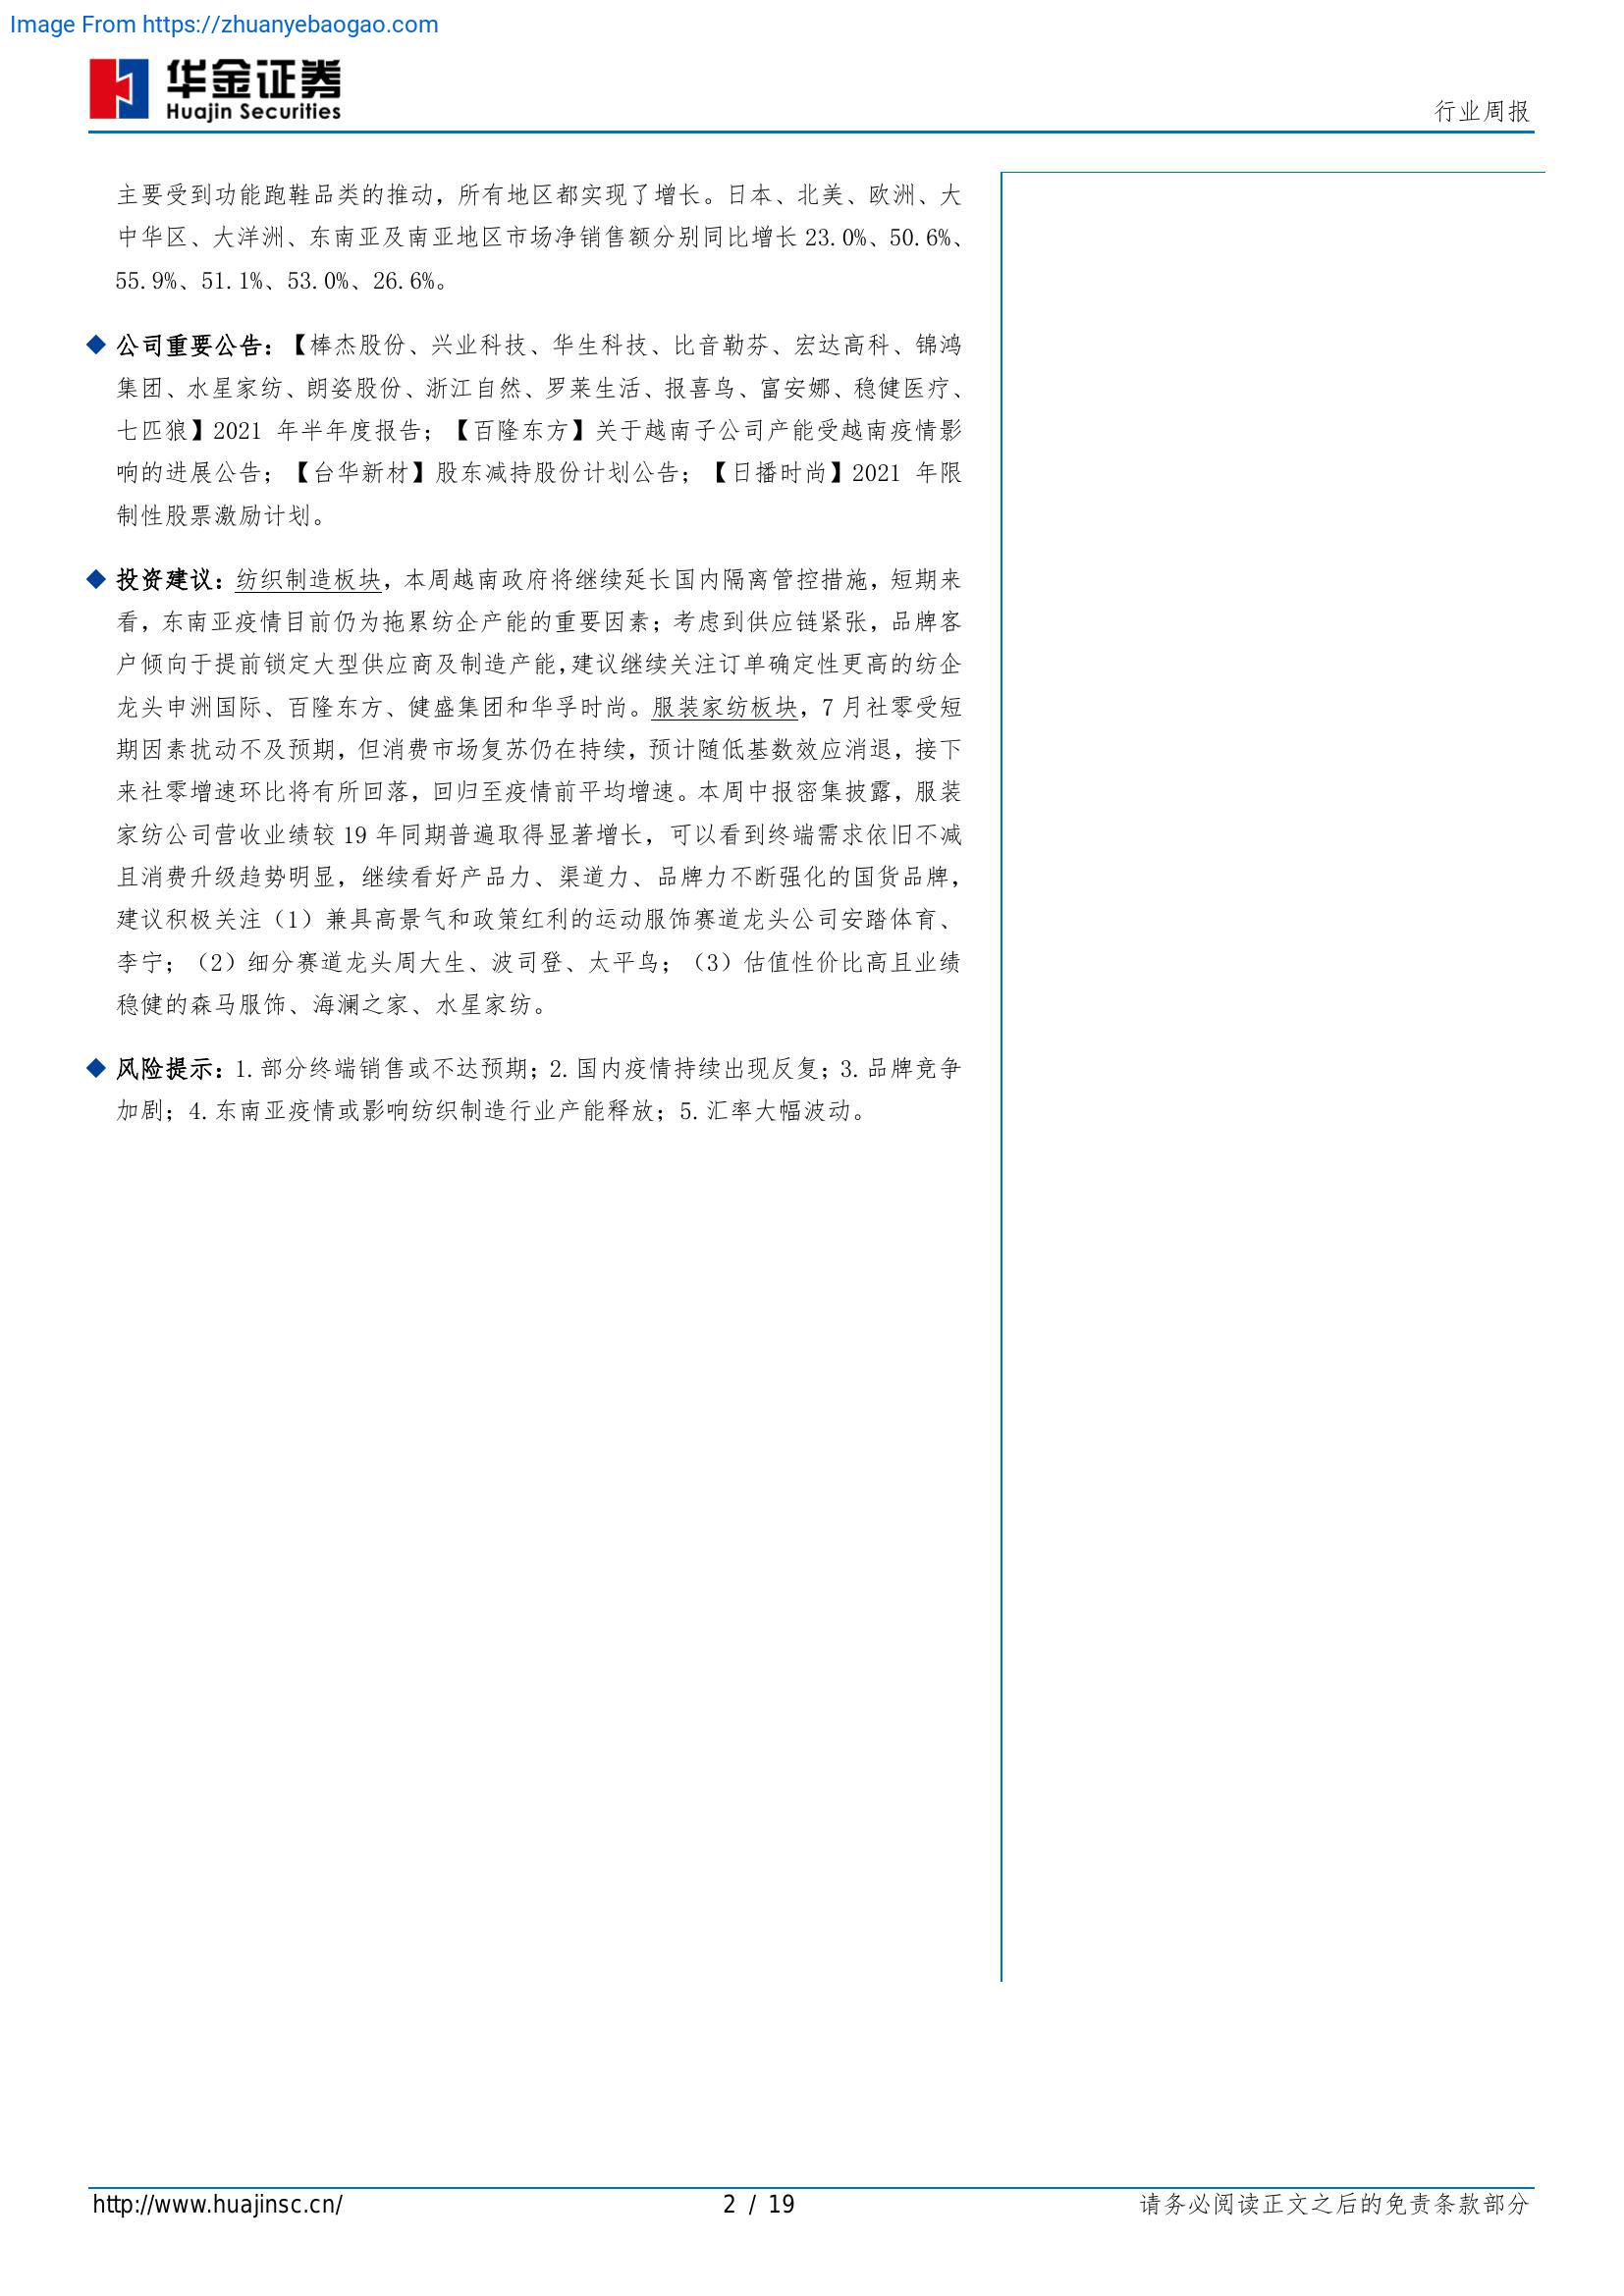 Image From https://zhuanyebaogao.com
华金证券
Huajin Securities
行业周报
主要受到功能跑鞋品类的推动，所有地区都实现了增长。日本、北美、欧洲、大
中华区、大洋洲、东南亚及南亚地区市场净销售额分别同比增长 23.0%、50.6%、
55.9%、51.1%、53.0%、26.6%。
◆ 公司重要公告：【棒杰股份、兴业科技、华生科技、比音勒芬、宏达高科、锦鸿
集团、水星家纺、朗姿股份、浙江自然、罗莱生活、报喜鸟、富安娜、稳健医疗、
七匹狼】2021 年半年度报告；【百隆东方】关于越南子公司产能受越南疫情影
响的进展公告；【台华新材】股东减持股份计划公告；【日播时尚】2021 年限
制性股票激励计划。
◆ 投资建议：纺织制造板块，本周越南政府将继续延长国内隔离管控措施，短期来
看，东南亚疫情目前仍为拖累纺企产能的重要因素；考虑到供应链紧张，品牌客
户倾向于提前锁定大型供应商及制造产能，建议继续关注订单确定性更高的纺企
龙头申洲国际、百隆东方、健盛集团和华孚时尚。服装家纺板块，7 月社零受短
期因素扰动不及预期，但消费市场复苏仍在持续，预计随低基数效应消退，接下
来社零增速环比将有所回落，回归至疫情前平均增速。本周中报密集披露，服装
家纺公司营收业绩较 19 年同期普遍取得显著增长，可以看到终端需求依旧不减
且消费升级趋势明显，继续看好产品力、渠道力、品牌力不断强化的国货品牌，
建议积极关注（1）兼具高景气和政策红利的运动服饰赛道龙头公司安踏体育、
李宁；（2）细分赛道龙头周大生、波司登、太平鸟；（3）估值性价比高且业绩
稳健的森马服饰、海澜之家、水星家纺。
◆ 风险提示：1.部分终端销售或不达预期；2.国内疫情持续出现反复；3.品牌竞争
加剧；4.东南亚疫情或影响纺织制造行业产能释放；5.汇率大幅波动。
http://www.huajinsc.cn/
2 / 19
请务必阅读正文之后的免责条款部分